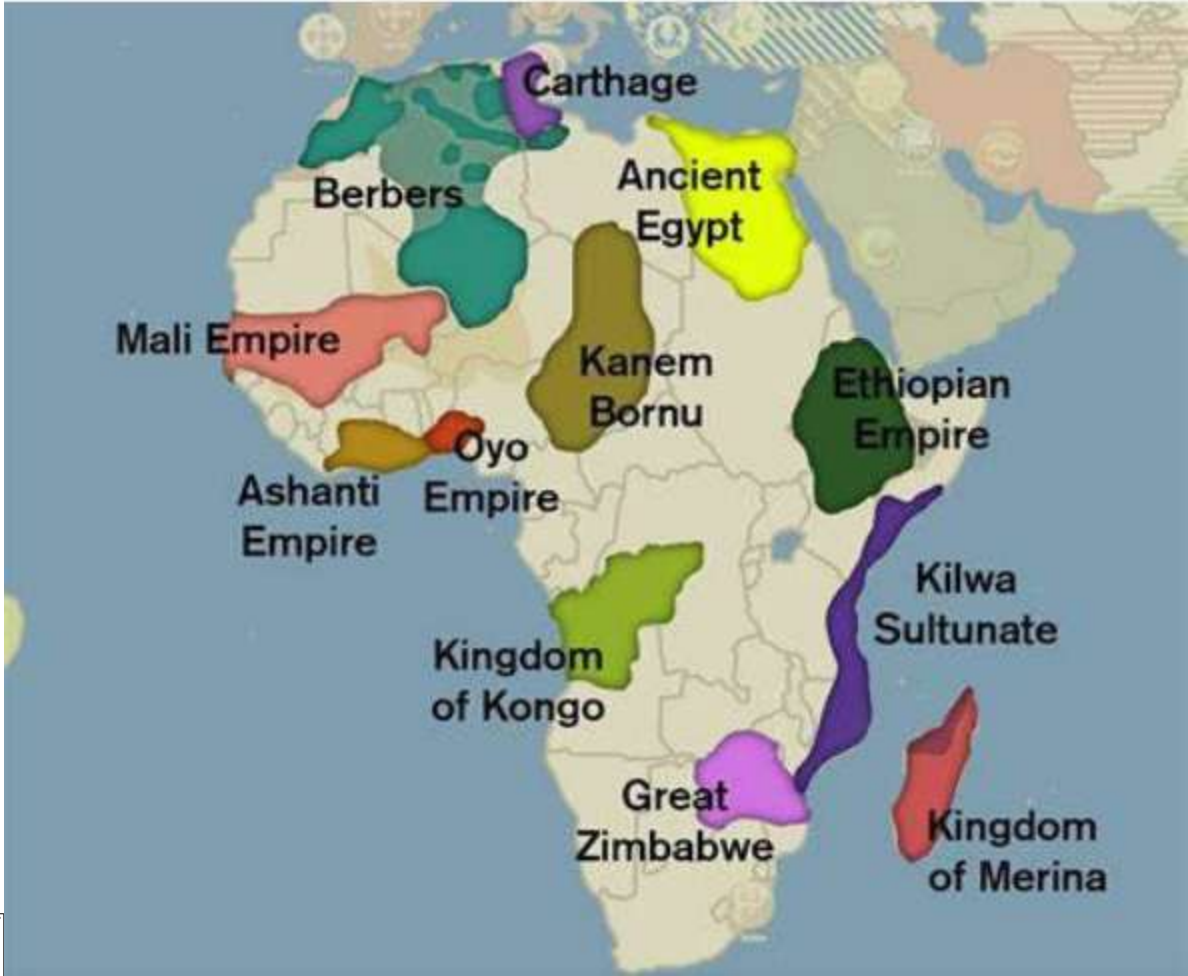 Carthage
Ancient
Egypt
Berbers
Mali Empire
Kanem
Bornu
Ethiopian
Empire
Oyo
Empire
Ashanti
Empire
Kilwa
Sultunate
Kingdom
of Kongo
Great
Zimbabwe
Kingdom
of Merina